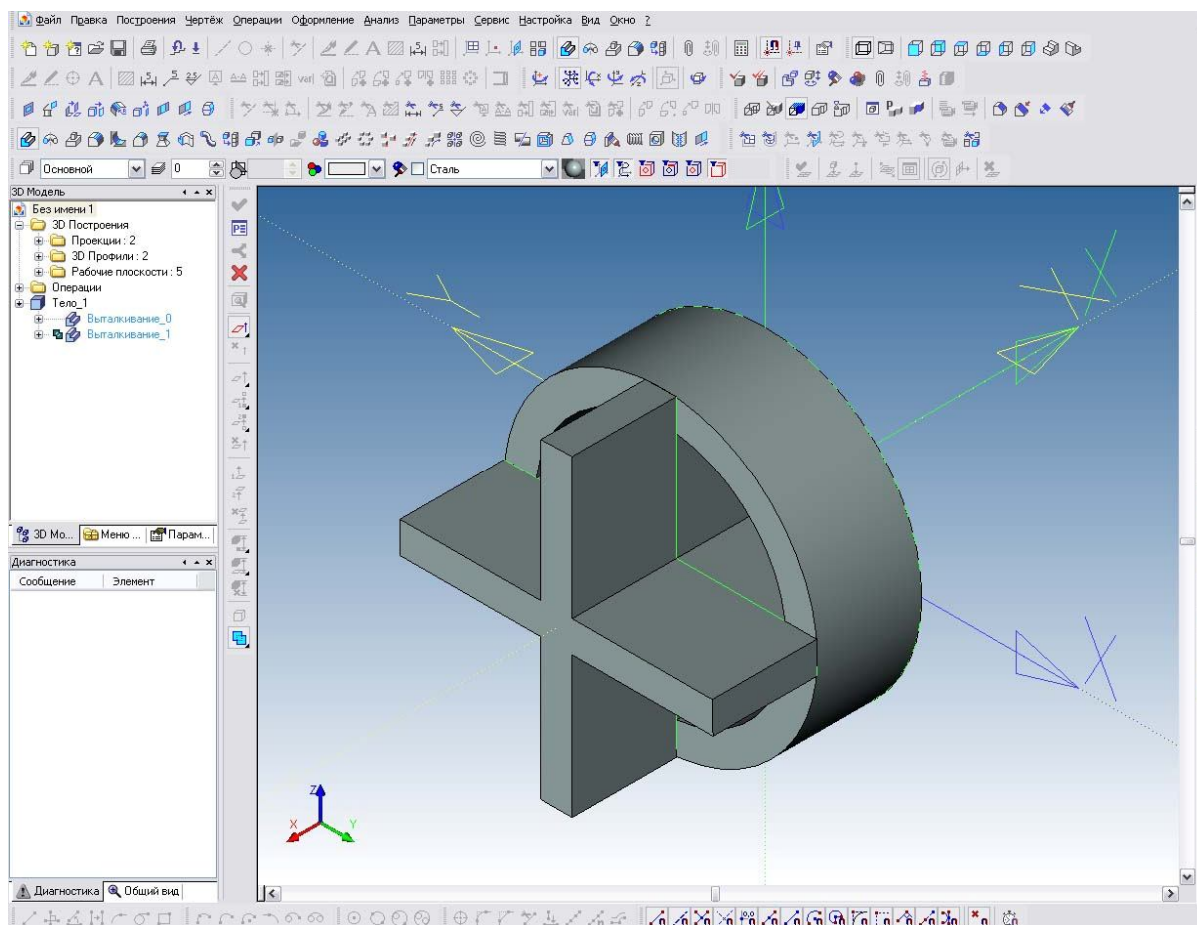 Файл Правка Построения Чертёж Операции Оформление Анализ Параметры Сервис Настройка Вид Окно ?
Основной 0 Сталь
3D Модель
Без имени 1
3D Построения
Проекции : 2
3D Профили : 2
Рабочие плоскости : 5
Операции
Тело_1
Выталкивание_0
Выталкивание_1
3D Мо... Меню ... Парам...
Диагностика
Сообщение Элемент
Диагностика Общий вид
Y
X
X
X
Z
X
Y